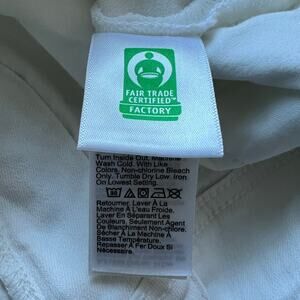 FAIR TRADE
CERTIFIED™
FACTORY
Turn Inside Out. Machine
Wash Cold. With Like
Colors. Non-chlorine Bleach
Only. Tumble Dry Low. Iron
On Lowest Setting.
Retourner. Laver À La
Machine À L'eau Froide.
Laver En Séparant Les
Couleurs. Seulement Agent
De Blanchiment Non-chloric.
Sécher À La Machine À
Basse Température.
Repasser À Fer Doux Si
Nécessaire.